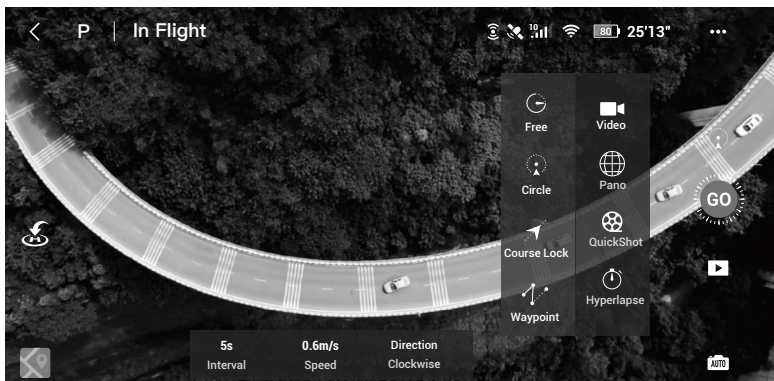 P | In Flight
10
80 25'13"
Free
Video
Circle
Pano
GO
Course Lock
QuickShot
Waypoint
Hyperlapse
H
5s 0.6m/s Direction
Interval Speed Clockwise
AUTO